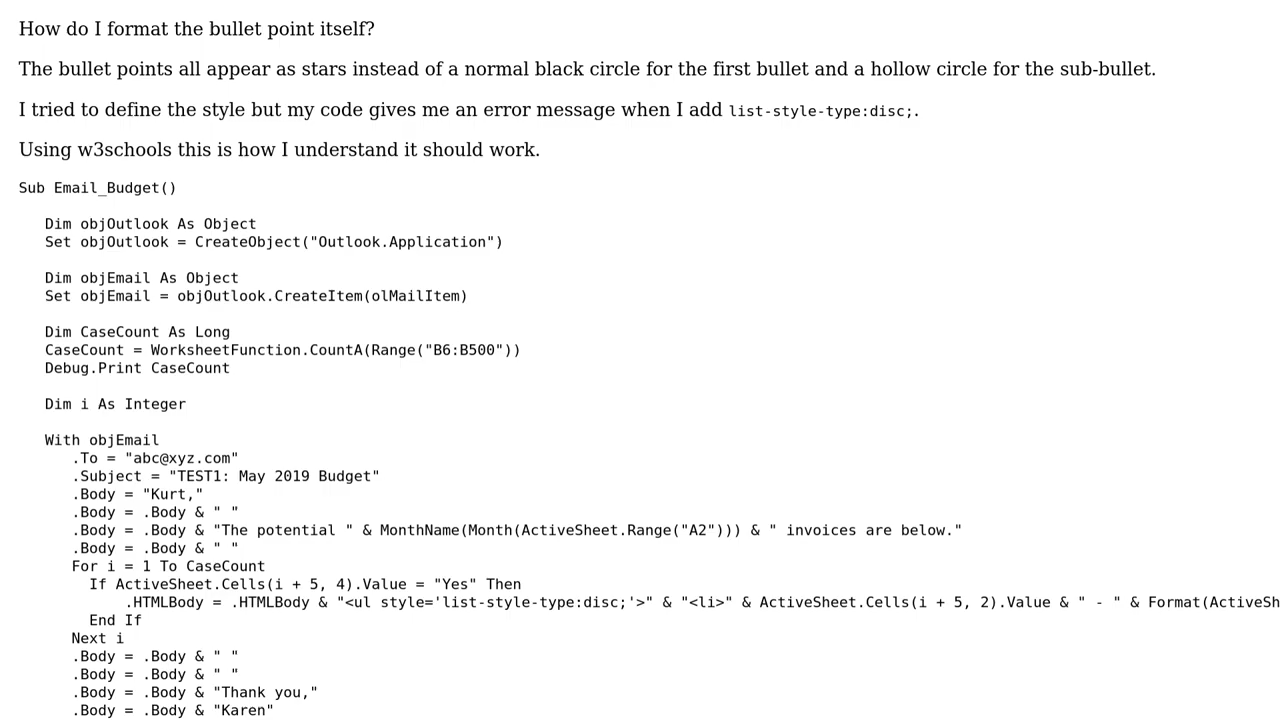 How do I format the bullet point itself?
The bullet points all appear as stars instead of a normal black circle for the first bullet and a hollow circle for the sub-bullet.
I tried to define the style but my code gives me an error message when I add list-style-type:disc;.
Using w3schools this is how I understand it should work.
Sub Email_Budget()
Dim objOutlook As Object
Set objOutlook = CreateObject("Outlook.Application")
Dim objEmail As Object
Set objEmail = objOutlook.CreateItem(olMailItem)
Dim CaseCount As Long
CaseCount = WorksheetFunction.CountA(Range("B6:B500"))
Debug.Print CaseCount
Dim i As Integer
With objEmail
.To = "abc@xyz.com"
.Subject = "TEST1: May 2019 Budget"
.Body = "Kurt,"
.Body = .Body & " "
.Body = .Body & "The potential " & MonthName(Month(ActiveSheet.Range("A2"))) & " invoices are below."
.Body = .Body & " "
For i = 1 To CaseCount
If ActiveSheet.Cells(i + 5, 4).Value = "Yes" Then
.HTMLBody = .HTMLBody & "<ul style='list-style-type:disc;'>" & "<li>" & ActiveSheet.Cells(i + 5, 2).Value & " - " & Format(ActiveSh
End If
Next i
.Body = .Body & " "
.Body = .Body & " "
.Body = .Body & "Thank you,"
.Body = .Body & "Karen"